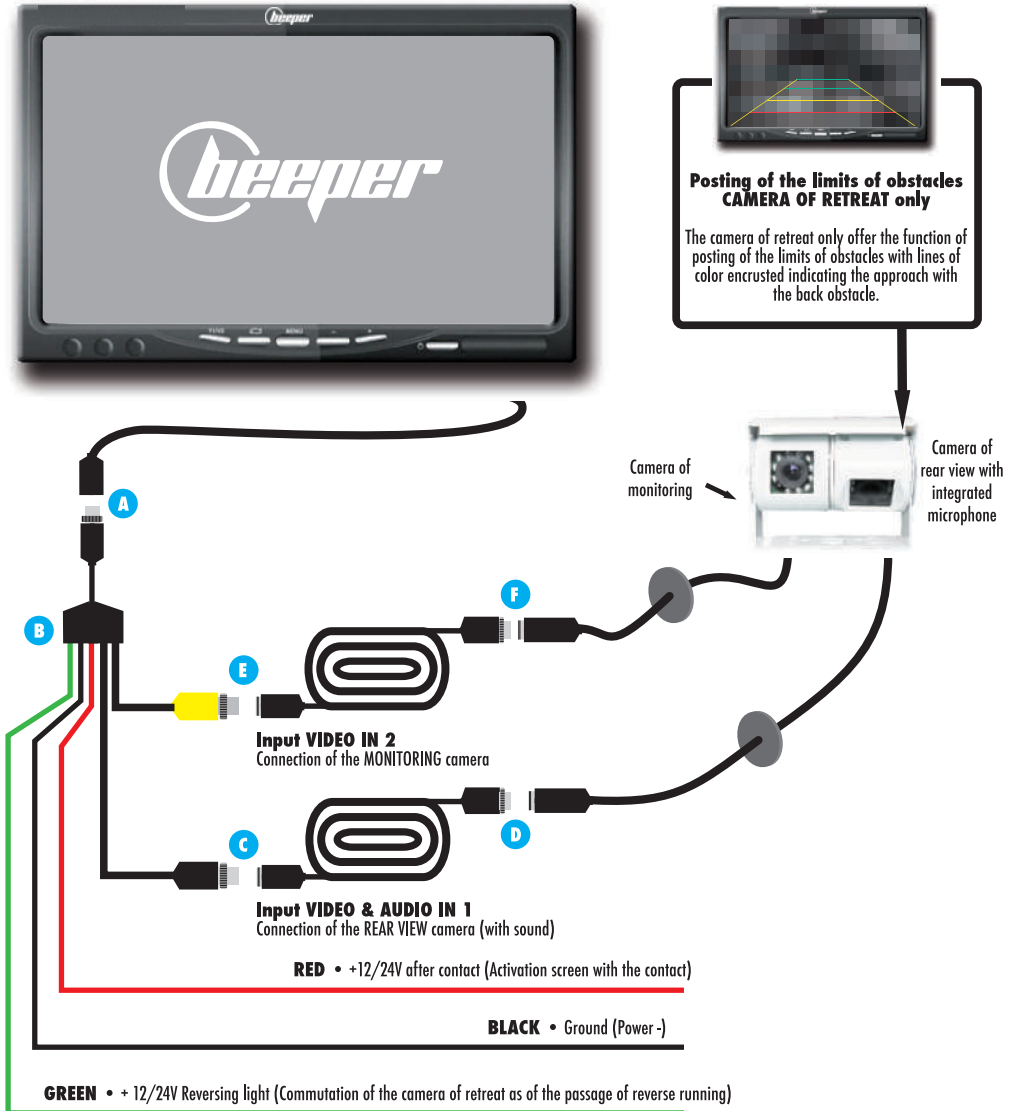 beeper
beeper
beeper
MENU
-
+
Posting of the limits of obstacles
CAMERA OF RETREAT only
The camera of retreat only offer the function of
posting of the limits of obstacles with lines of
color encrusted indicating the approach with
the back obstacle.
Camera of
monitoring
Camera of
rear view with
integrated
microphone
A
B
F
E
Input VIDEO IN 2
Connection of the MONITORING camera
D
C
Input VIDEO & AUDIO IN 1
Connection of the REAR VIEW camera (with sound)
RED • +12/24V after contact (Activation screen with the contact)
BLACK • Ground (Power -)
GREEN • + 12/24V Reversing light (Commutation of the camera of retreat as of the passage of reverse running)